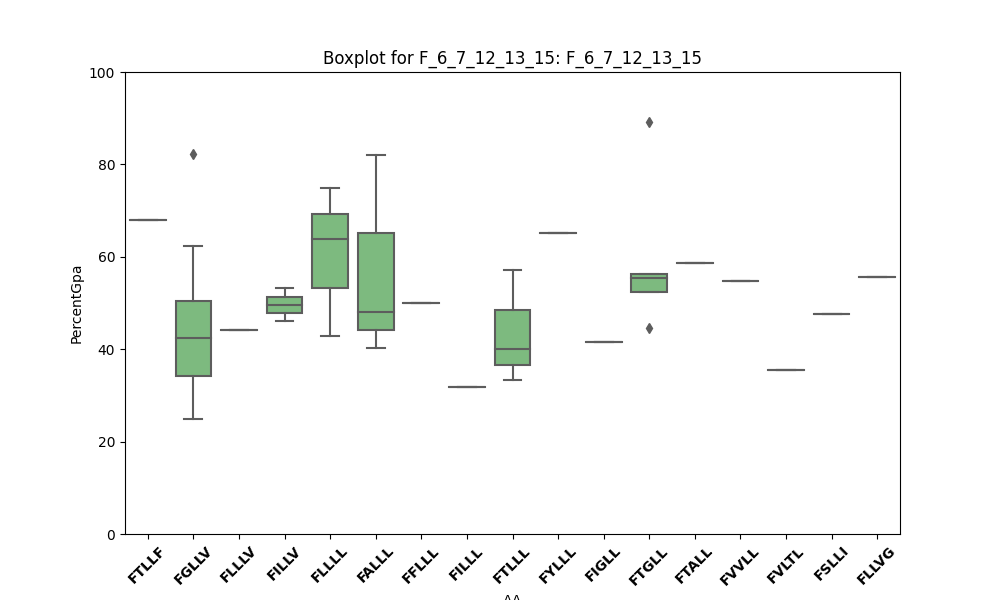 Boxplot for F_6_7_12_13_15: F_6_7_12_13_15
100
80
60
40
20
0
PercentGpa
FTLLF
FGLLV
FLLLV
FILLV
FLLLL
FALLL
FFLLL
FILLL
FTLLL
FYLLL
FIGLL
FTGLL
FTALL
FVVLL
FVLTL
FSLLI
FLLVG
AA